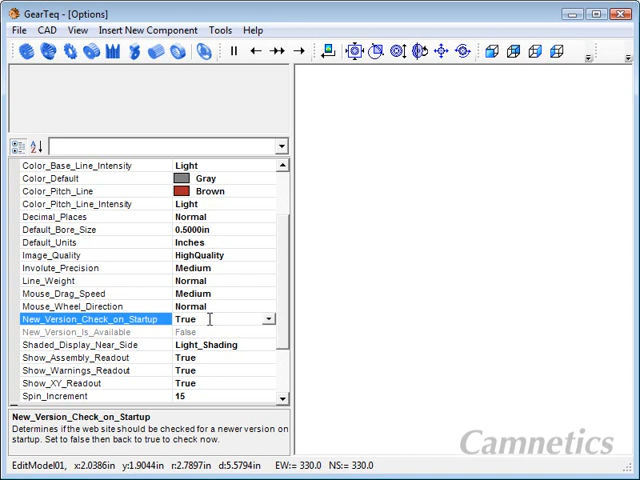 GearTeq - [Options]
File CAD View Insert New Component Tools Help
Color_Base_Line_Intensity Light
Color_Default Gray
Color_Pitch_Line Brown
Color_Pitch_Line_Intensity Light
Decimal_Places Normal
Default_Bore_Size 0.5000in
Default_Units Inches
Image_Quality HighQuality
Involute_Precision Medium
Line_Weight Normal
Mouse_Drag_Speed Medium
Mouse_Wheel_Direction Normal
New_Version_Check_on_Startup True
New_Version_Is_Available False
Shaded_Display_Near_Side Light_Shading
Show_Assembly_Readout True
Show_Warnings_Readout True
Show_XY_Readout True
Spin_Increment 15
New_Version_Check_on_Startup
Determines if the web site should be checked for a newer version on
startup. Set to false then back to true to check now.
Camnetics
EditModel01, x:2.0386in y:1.9044in r:2.7897in d:5.5794in EW:= 330.0 NS:= 330.0